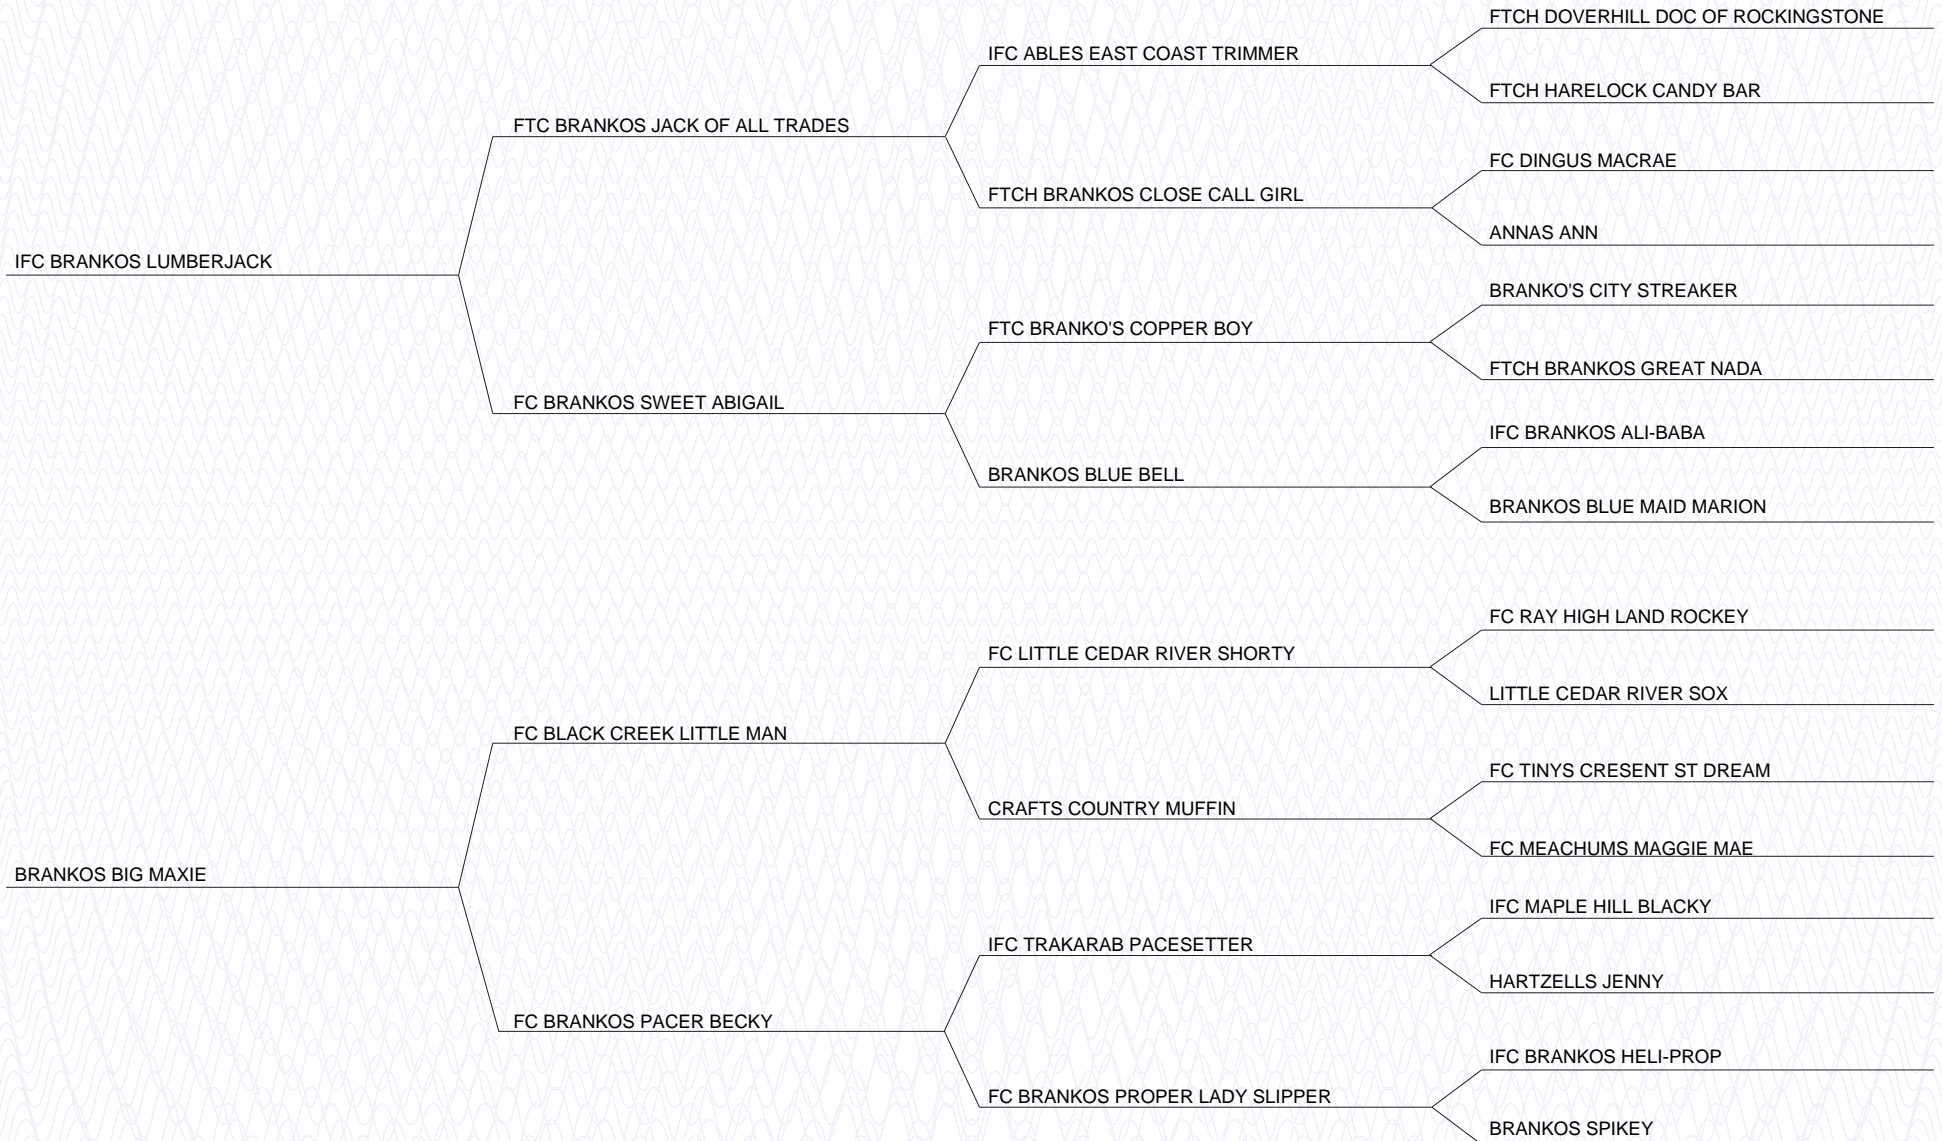 FTCH DOVERHILL DOC OF ROCKINGSTONE
IFC ABLES EAST COAST TRIMMER
FTCH HARELOCK CANDY BAR
FTC BRANKOS JACK OF ALL TRADES
FC DINGUS MACRAE
FTCH BRANKOS CLOSE CALL GIRL
ANNAS ANN
IFC BRANKOS LUMBERJACK
BRANKO'S CITY STREAKER
FTC BRANKO'S COPPER BOY
FTCH BRANKOS GREAT NADA
FC BRANKOS SWEET ABIGAIL
IFC BRANKOS ALI-BABA
BRANKOS BLUE BELL
BRANKOS BLUE MAID MARION
FC RAY HIGH LAND ROCKEY
FC LITTLE CEDAR RIVER SHORTY
LITTLE CEDAR RIVER SOX
FC BLACK CREEK LITTLE MAN
FC TINYS CRESENT ST DREAM
CRAFTS COUNTRY MUFFIN
FC MEACHUMS MAGGIE MAE
BRANKOS BIG MAXIE
IFC MAPLE HILL BLACKY
IFC TRAKARAB PACESETTER
HARTZELLS JENNY
FC BRANKOS PACER BECKY
IFC BRANKOS HELI-PROP
FC BRANKOS PROPER LADY SLIPPER
BRANKOS SPIKEY